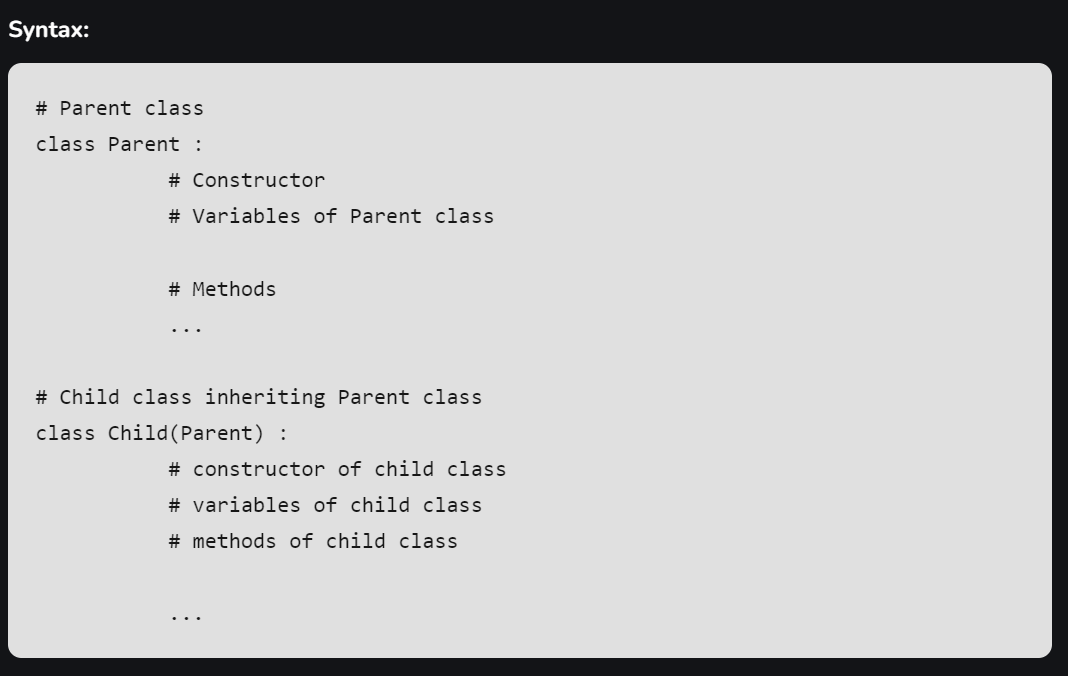 Syntax:
# Parent class
class Parent :
# Constructor
# Variables of Parent class
# Methods
...
# Child class inheriting Parent class
class Child(Parent) :
# constructor of child class
# variables of child class
# methods of child class
...